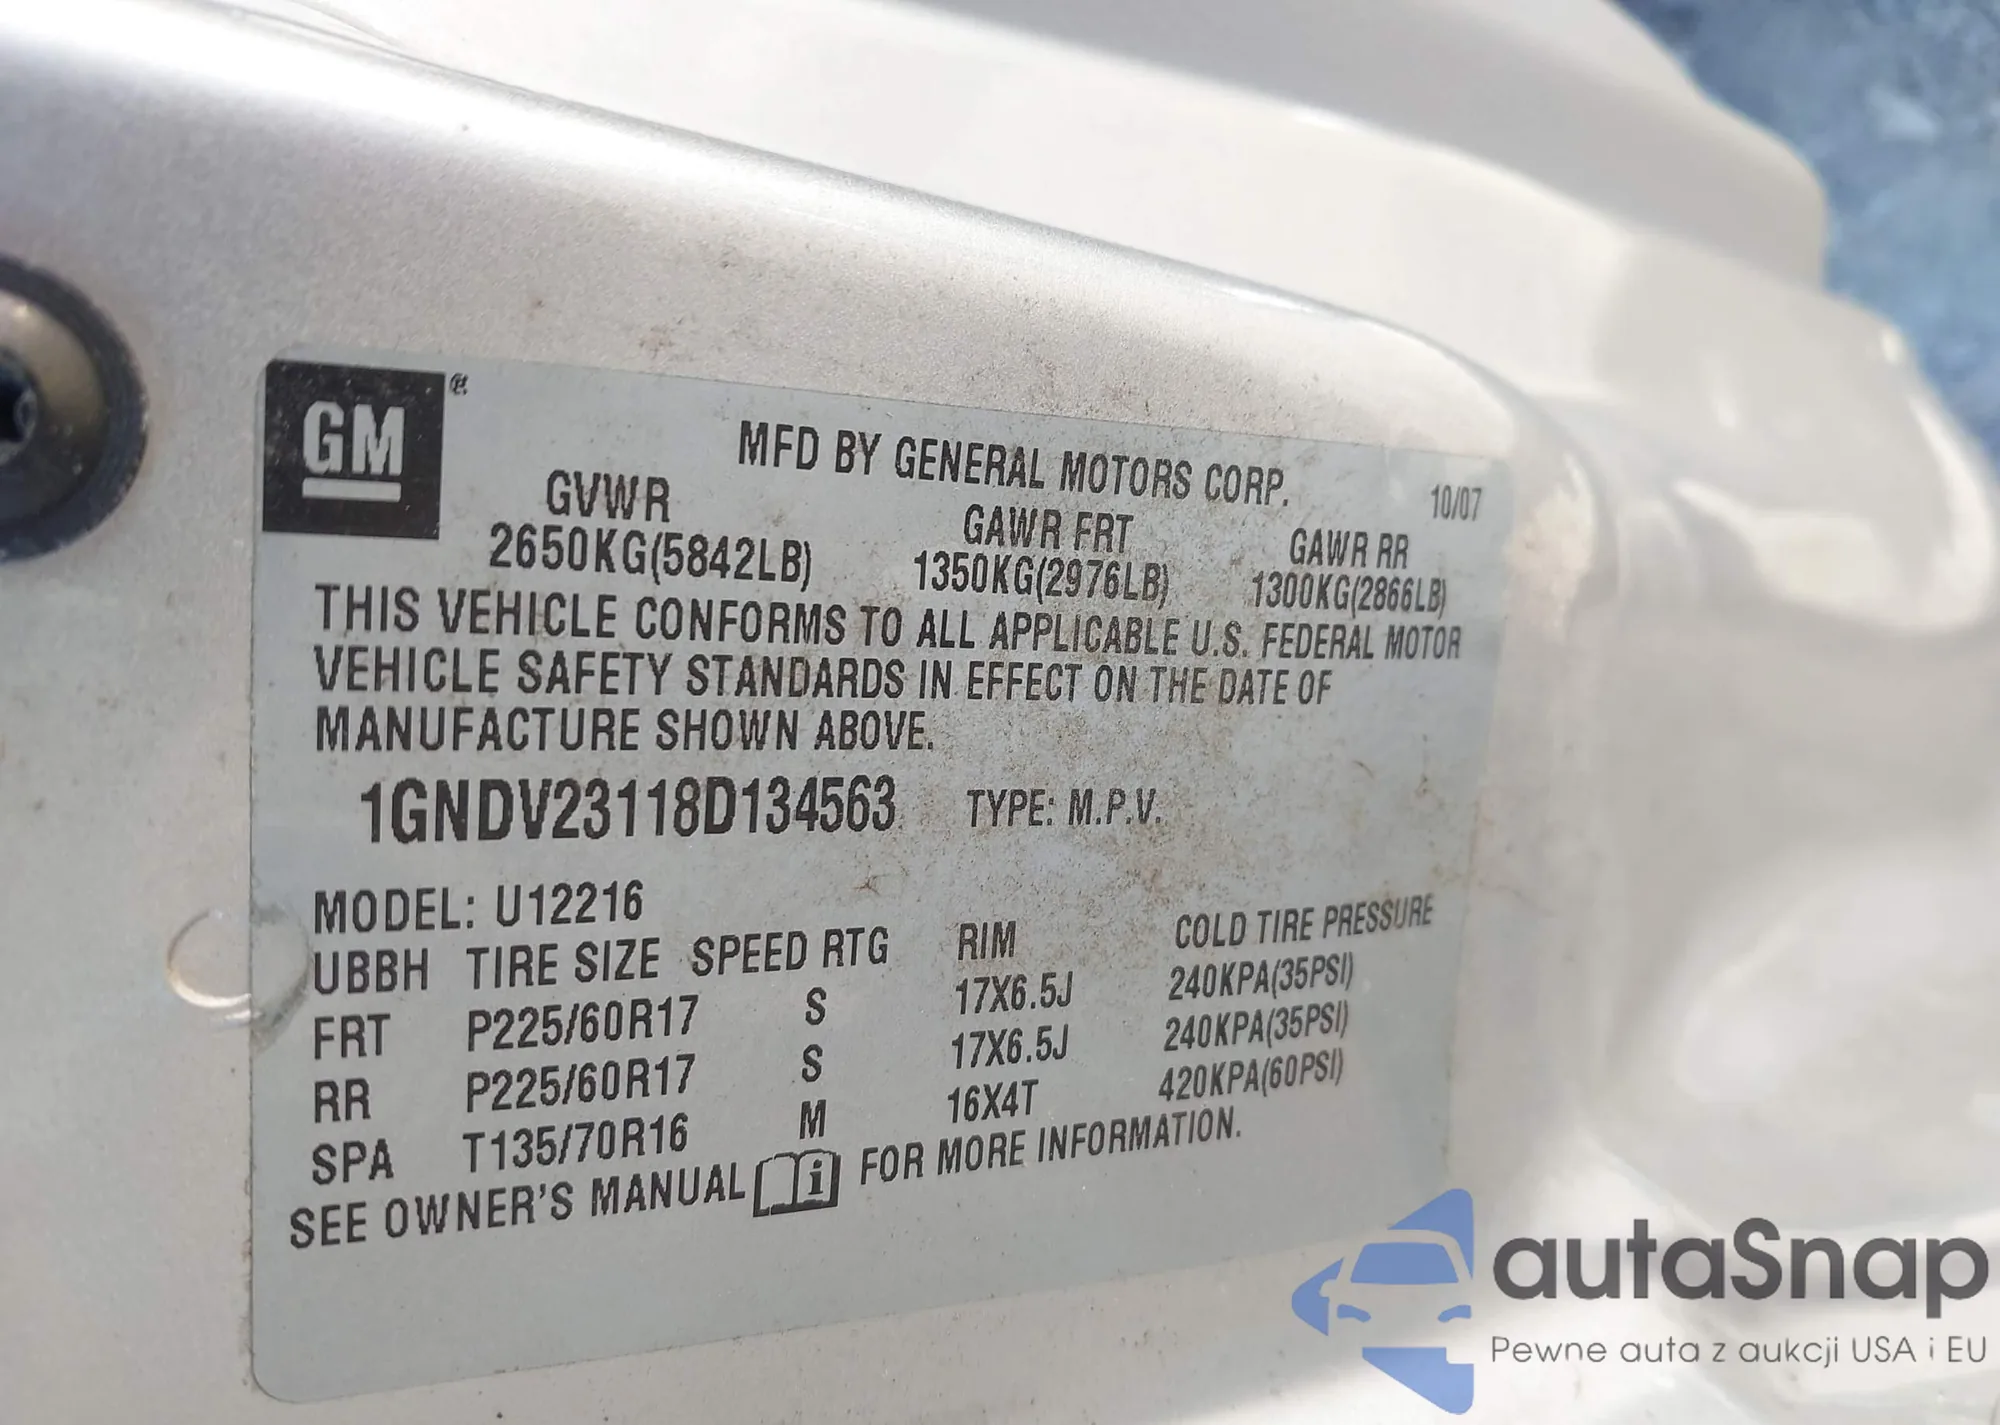 GM
MFD BY GENERAL MOTORS CORP.
10/07
GVWR GAWR FRT GAWR RR
2650KG(5842LB) 1350KG(2976LB) 1300KG(2866LB)
THIS VEHICLE CONFORMS TO ALL APPLICABLE U.S. FEDERAL MOTOR
VEHICLE SAFETY STANDARDS IN EFFECT ON THE DATE OF
MANUFACTURE SHOWN ABOVE.
1GNDV23118D134563 TYPE: M.P.V.
MODEL: U12216
UBBH TIRE SIZE SPEED RTG RIM COLD TIRE PRESSURE
FRT P225/60R17 S 17X6.5J 240KPA(35PSI)
RR P225/60R17 S 17X6.5J 240KPA(35PSI)
SPA T135/70R16 M 16X4T 420KPA(60PSI)
SEE OWNER'S MANUAL i FOR MORE INFORMATION.
autaSnap
Pewne auta z aukcji USA i EU